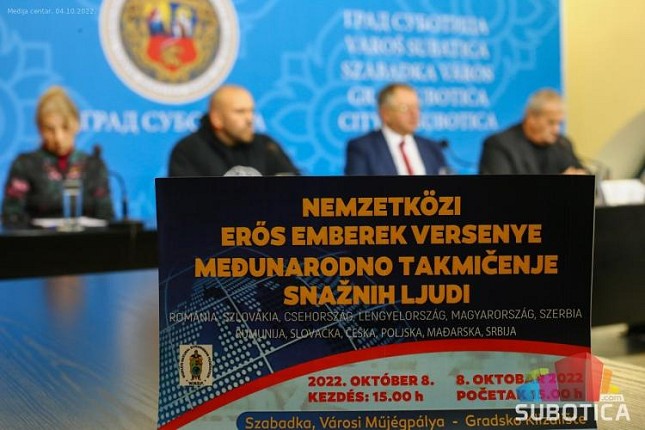 Medija centar, 04.10.2022.
ГРАД СУБОТИЦА
VÁROS SUBATICA
SZABADKA VÁROS
GRAD SUBOTICA
CITY SUBOTICA
ГРАД СУБО
NEMZETKÖZI
ERŐS EMBEREK VERSENYE
MEĐUNARODNO TAKMIČENJE
SNAŽNIH LJUDI
ROMÁNIA, SZLOVÁKIA, CSEHORSZÁG, LENGYELORSZÁG, MAGYARORSZÁG, SZERBIA
RUMUNIJA, SLOVAČKA, ČEŠKA, POLJSKA, MAĐARSKA, SRBIJA
2022. OKTÓBER 8.
KEZDÉS: 15.00 h
8. OKTOBAR 2022
POČETAK 15.00 h
Szabadka, Városi Műjégpálya - Gradsko Klizalište
SUBOTICA.com